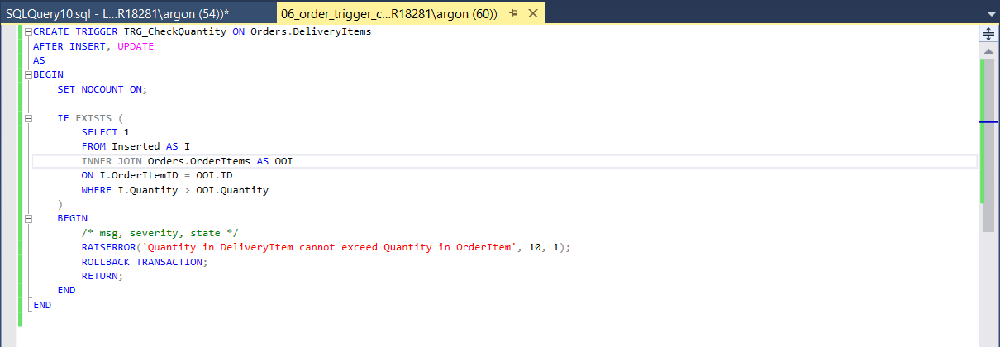 SQLQuery10.sql - L...R18281\argon (54))*
06_order_trigger_c...R18281\argon (60))
CREATE TRIGGER TRG_CheckQuantity ON Orders.DeliveryItems
AFTER INSERT, UPDATE
AS
BEGIN
    SET NOCOUNT ON;

    IF EXISTS (
        SELECT 1
        FROM Inserted AS I
        INNER JOIN Orders.OrderItems AS OOI
        ON I.OrderItemID = OOI.ID
        WHERE I.Quantity > OOI.Quantity
    )
    BEGIN
        /* msg, severity, state */
        RAISERROR('Quantity in DeliveryItem cannot exceed Quantity in OrderItem', 10, 1);
        ROLLBACK TRANSACTION;
        RETURN;
    END
END